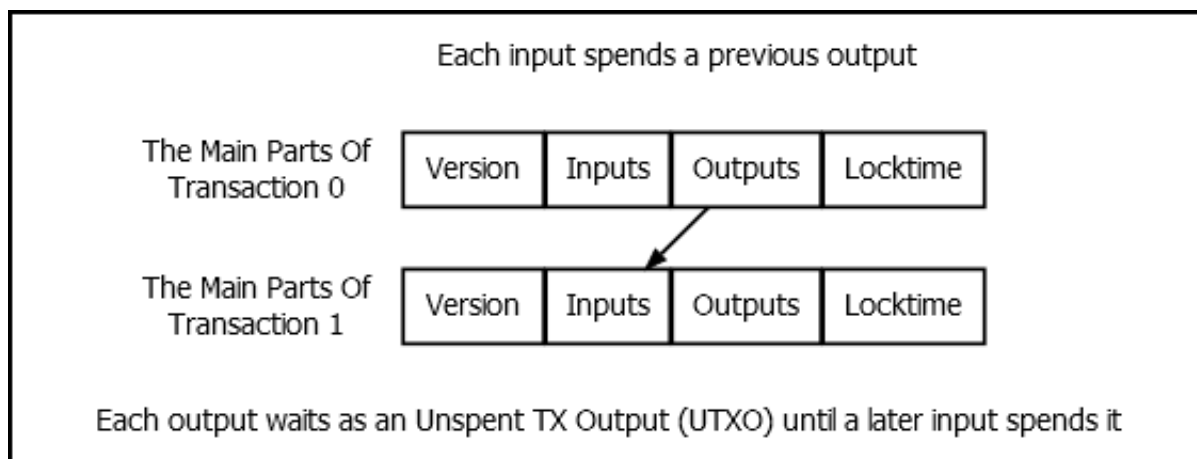 Each input spends a previous output
The Main Parts Of
Transaction 0
Version Inputs Outputs Locktime
The Main Parts Of
Transaction 1
Version Inputs Outputs Locktime
Each output waits as an Unspent TX Output (UTXO) until a later input spends it